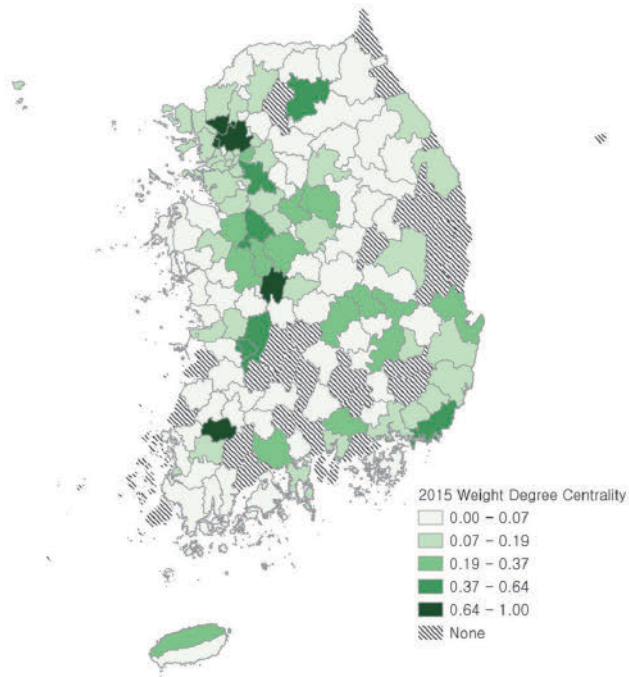 2015 Weight Degree Centrality
0.00 – 0.07
0.07 – 0.19
0.19 – 0.37
0.37 – 0.64
0.64 – 1.00
None